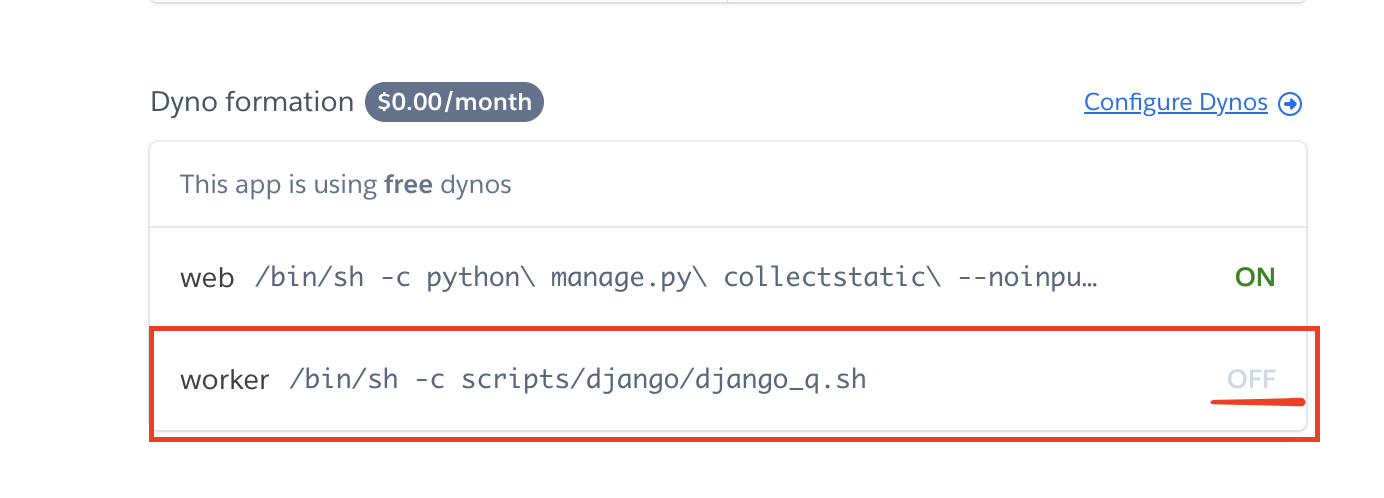 Dyno formation $0.00/month Configure Dynos
This app is using free dynos
web /bin/sh -c python\ manage.py\ collectstatic\ --noinpu… ON
worker /bin/sh -c scripts/django/django_q.sh OFF